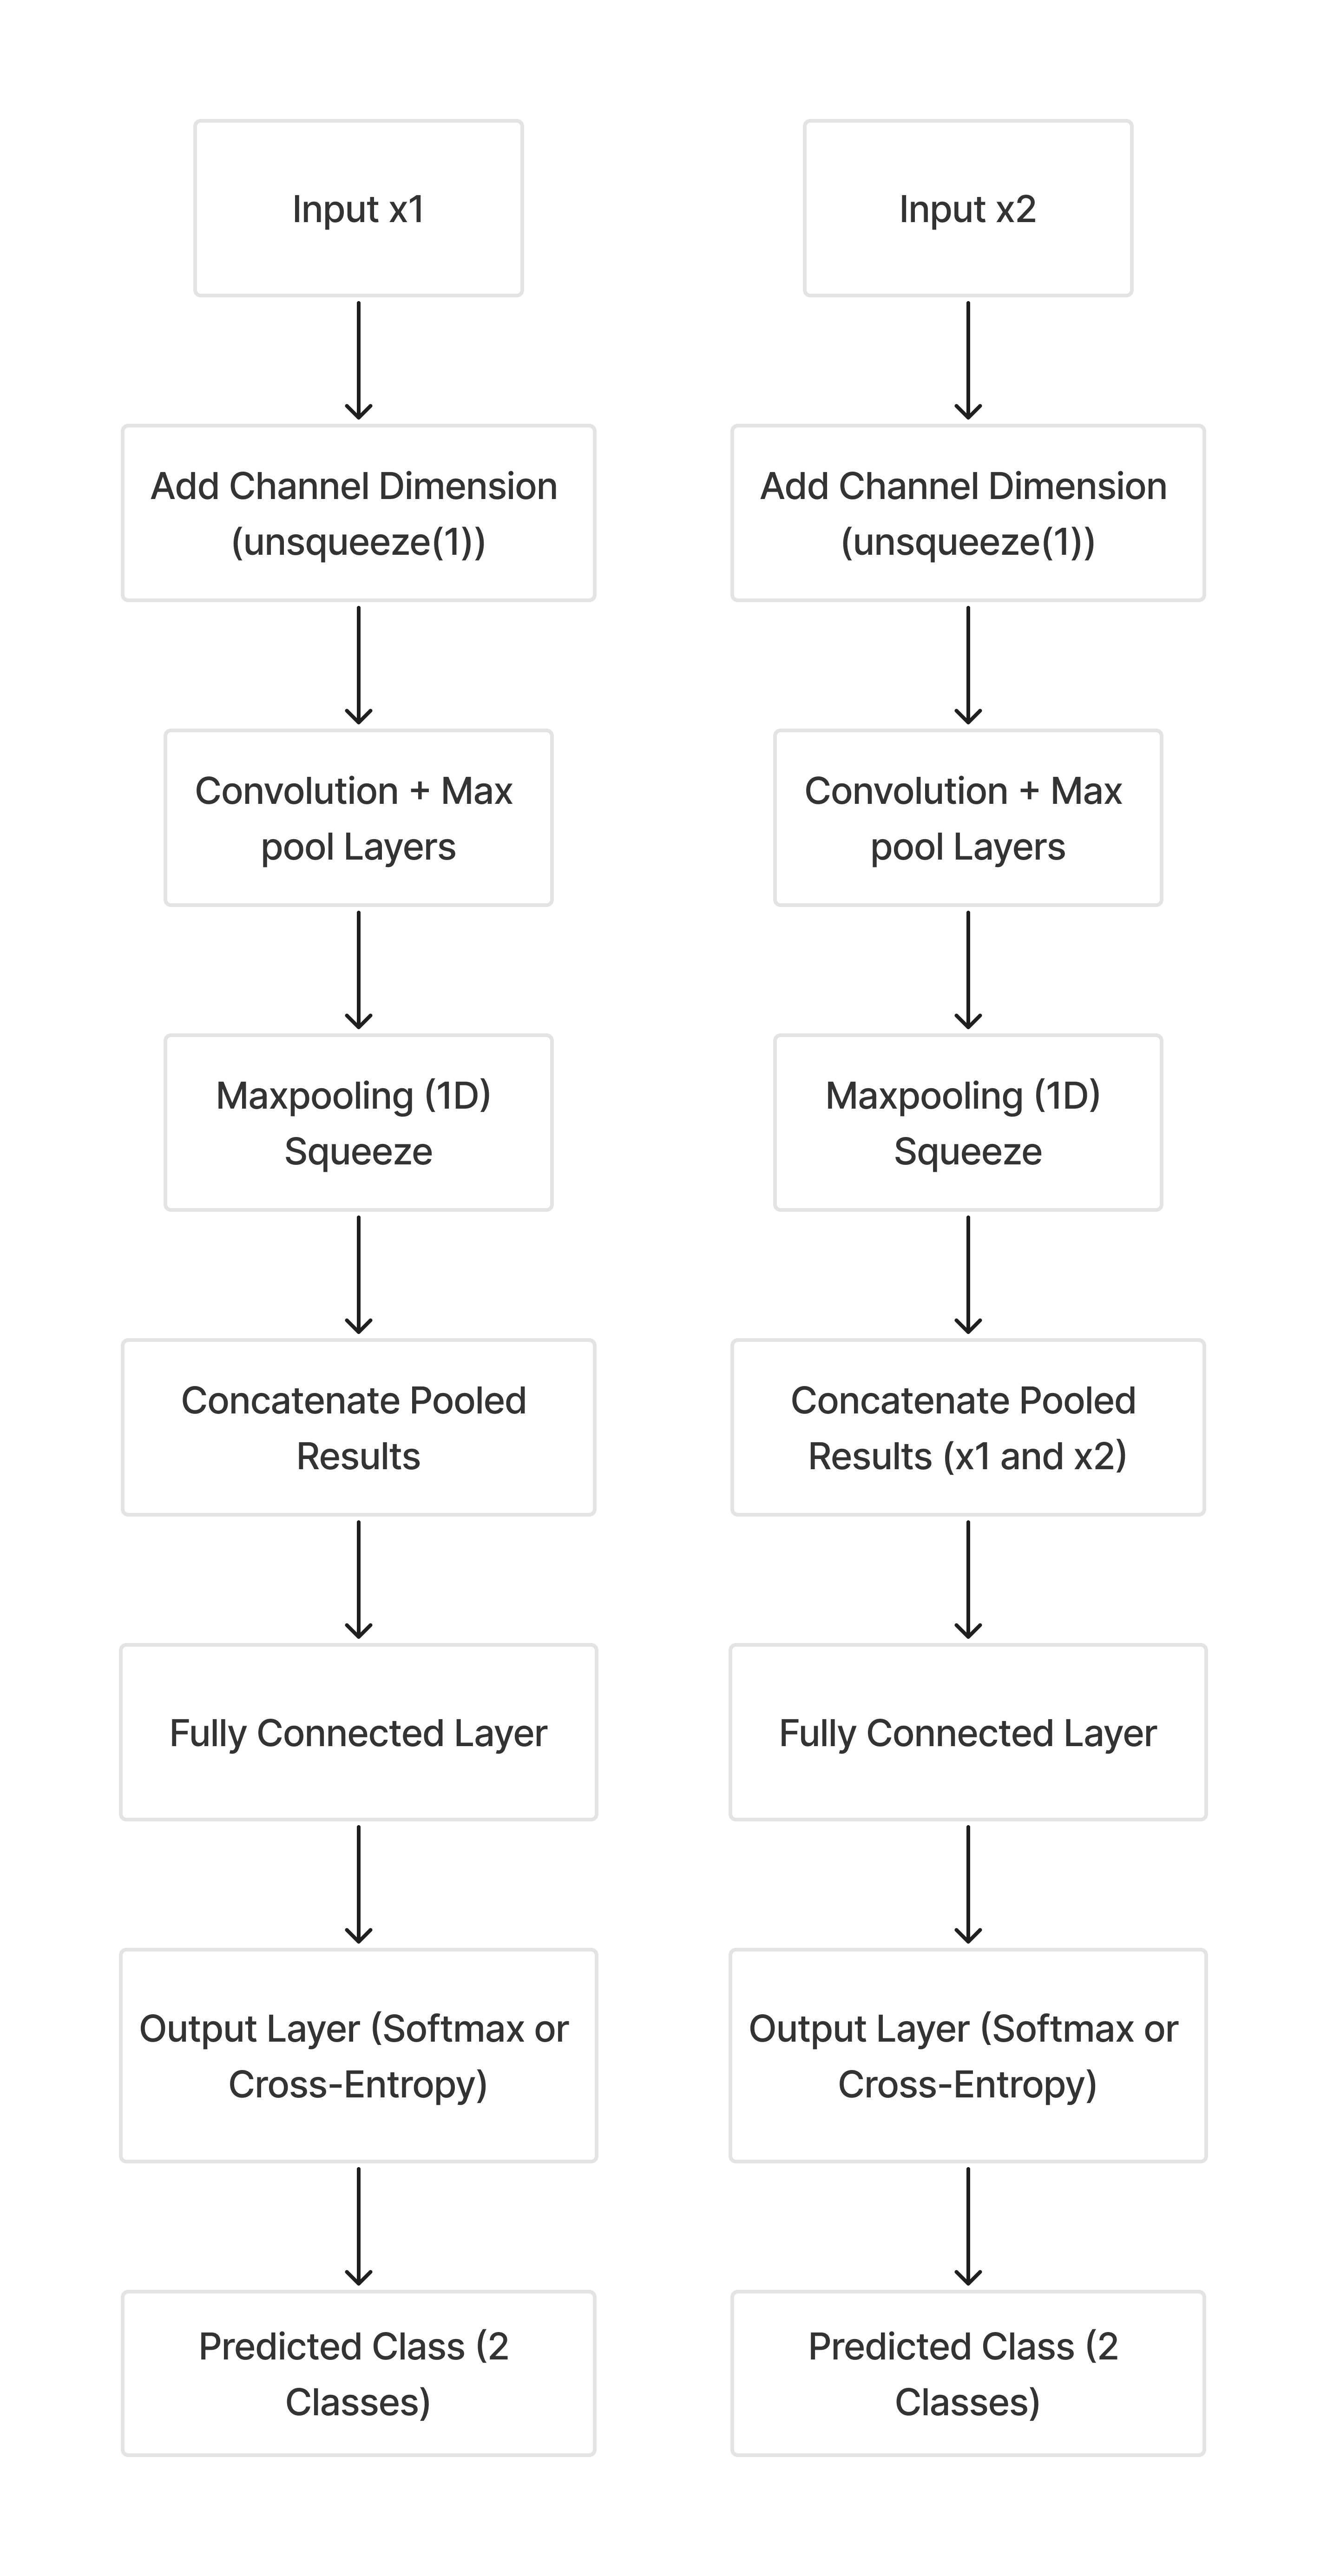 Input x1
Add Channel Dimension
(unsqueeze(1))
Convolution + Max
pool Layers
Maxpooling (1D)
Squeeze
Concatenate Pooled
Results
Fully Connected Layer
Output Layer (Softmax or
Cross-Entropy)
Predicted Class (2
Classes)
Input x2
Add Channel Dimension
(unsqueeze(1))
Convolution + Max
pool Layers
Maxpooling (1D)
Squeeze
Concatenate Pooled
Results (x1 and x2)
Fully Connected Layer
Output Layer (Softmax or
Cross-Entropy)
Predicted Class (2
Classes)